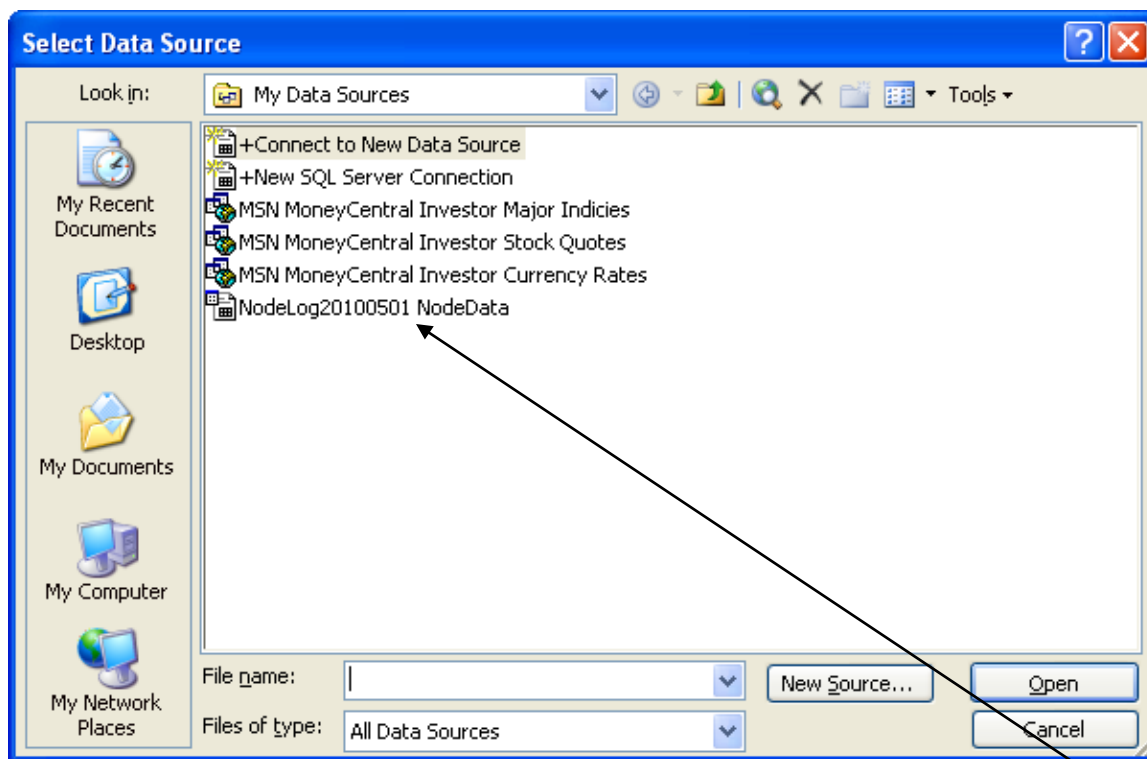 Select Data Source
Look in:
My Data Sources
Tools
+Connect to New Data Source
+New SQL Server Connection
MSN MoneyCentral Investor Major Indicies
MSN MoneyCentral Investor Stock Quotes
MSN MoneyCentral Investor Currency Rates
NodeLog20100501 NodeData
My Recent
Documents
Desktop
My Documents
My Computer
My Network
Places
File name:
New Source...
Open
Files of type:
All Data Sources
Cancel